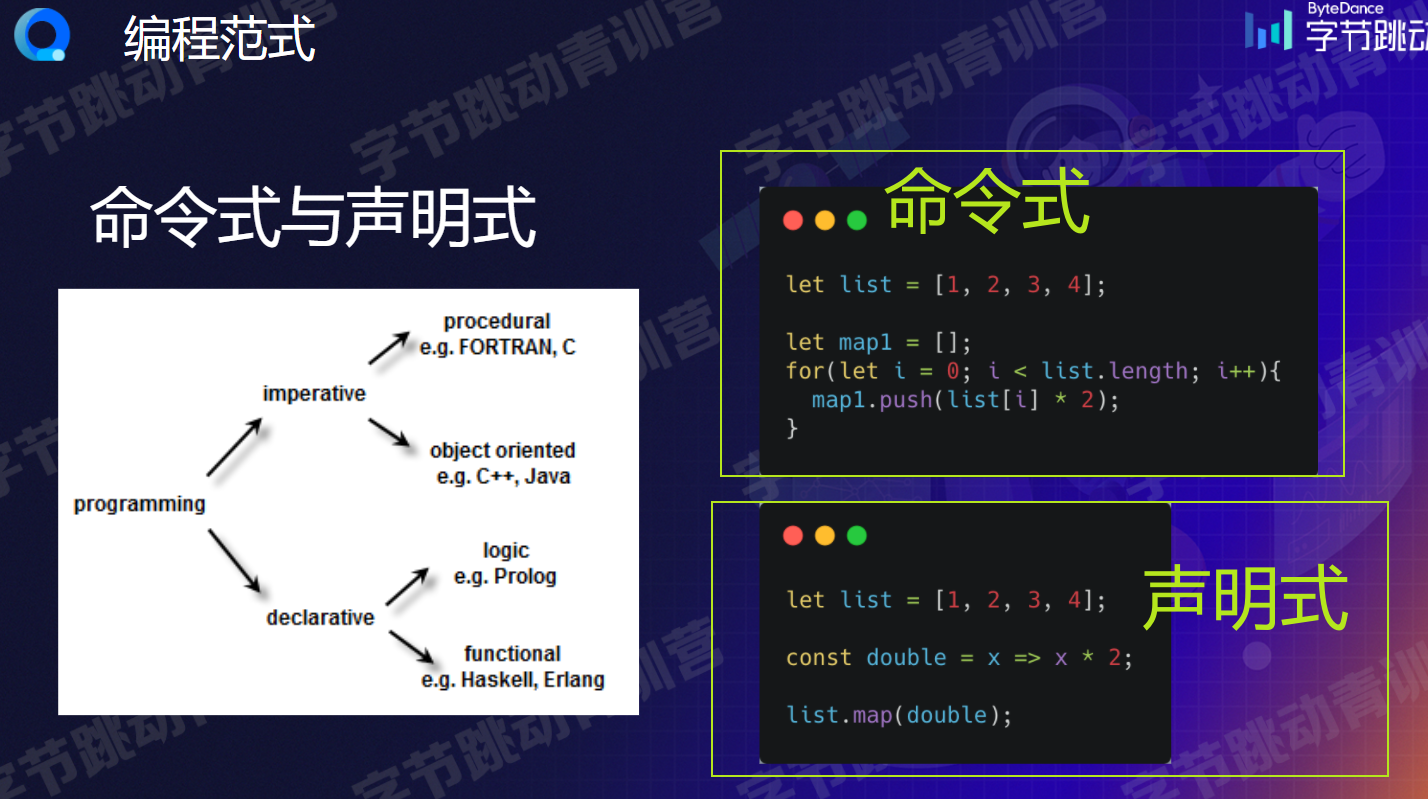 编程范式
ByteDance
字节跳动
命令式与声明式
programming
imperative
procedural
e.g. FORTRAN, C
object oriented
e.g. C++, Java
declarative
logic
e.g. Prolog
functional
e.g. Haskell, Erlang
命令式
let list = [1, 2, 3, 4];
let map1 = [];
for(let i = 0; i < list.length; i++){
  map1.push(list[i] * 2);
}
声明式
let list = [1, 2, 3, 4];
const double = x => x * 2;
list.map(double);
字节跳动青训营